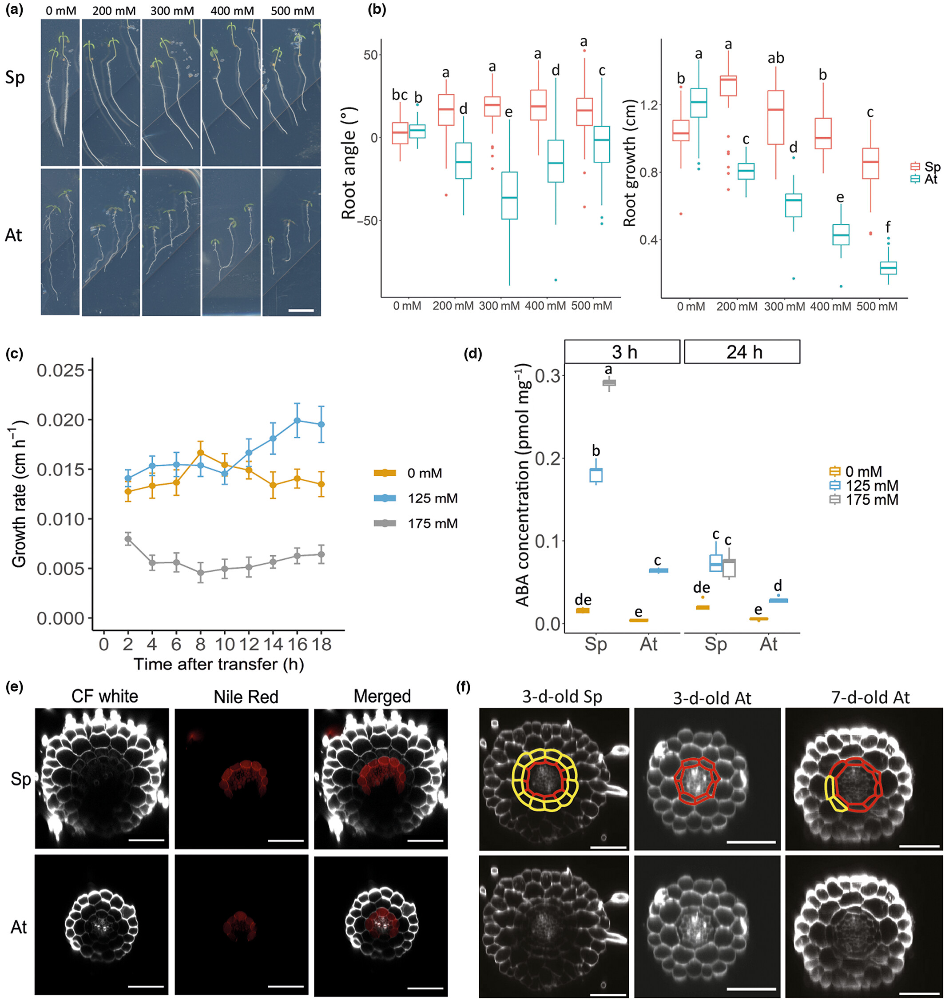 (a)
0 mM 200 mM 300 mM 400 mM 500 mM
Sp
At
(b)
Root angle (°)
50
0
−50
bc b a d a e a d a c
0 mM 200 mM 300 mM 400 mM 500 mM
Root growth (cm)
1.2
0.8
0.4
b a a c ab d b e c f
0 mM 200 mM 300 mM 400 mM 500 mM
Sp
At
(c)
Growth rate (cm h−1)
0.025
0.020
0.015
0.010
0.005
0.000
0 2 4 6 8 10 12 14 16 18
Time after transfer (h)
0 mM
125 mM
175 mM
(d)
3 h 24 h
ABA concentration (pmol mg−1)
0.3
0.2
0.1
0.0
de b a e c de c c e d
Sp At Sp At
0 mM
125 mM
175 mM
(e)
CF white Nile Red Merged
Sp
At
(f)
3-d-old Sp 3-d-old At 7-d-old At